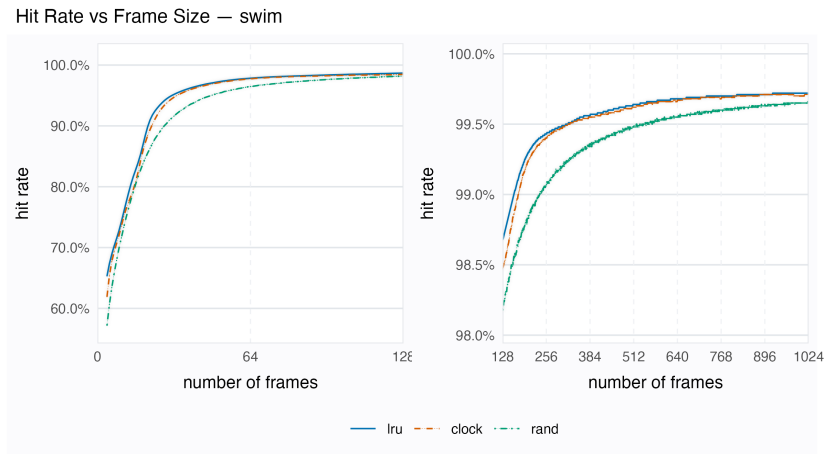 Hit Rate vs Frame Size — swim
100.0%
90.0%
80.0%
70.0%
60.0%
hit rate
0 64 128
number of frames
100.0%
99.5%
99.0%
98.5%
98.0%
hit rate
128 256 384 512 640 768 896 1024
number of frames
lru clock rand